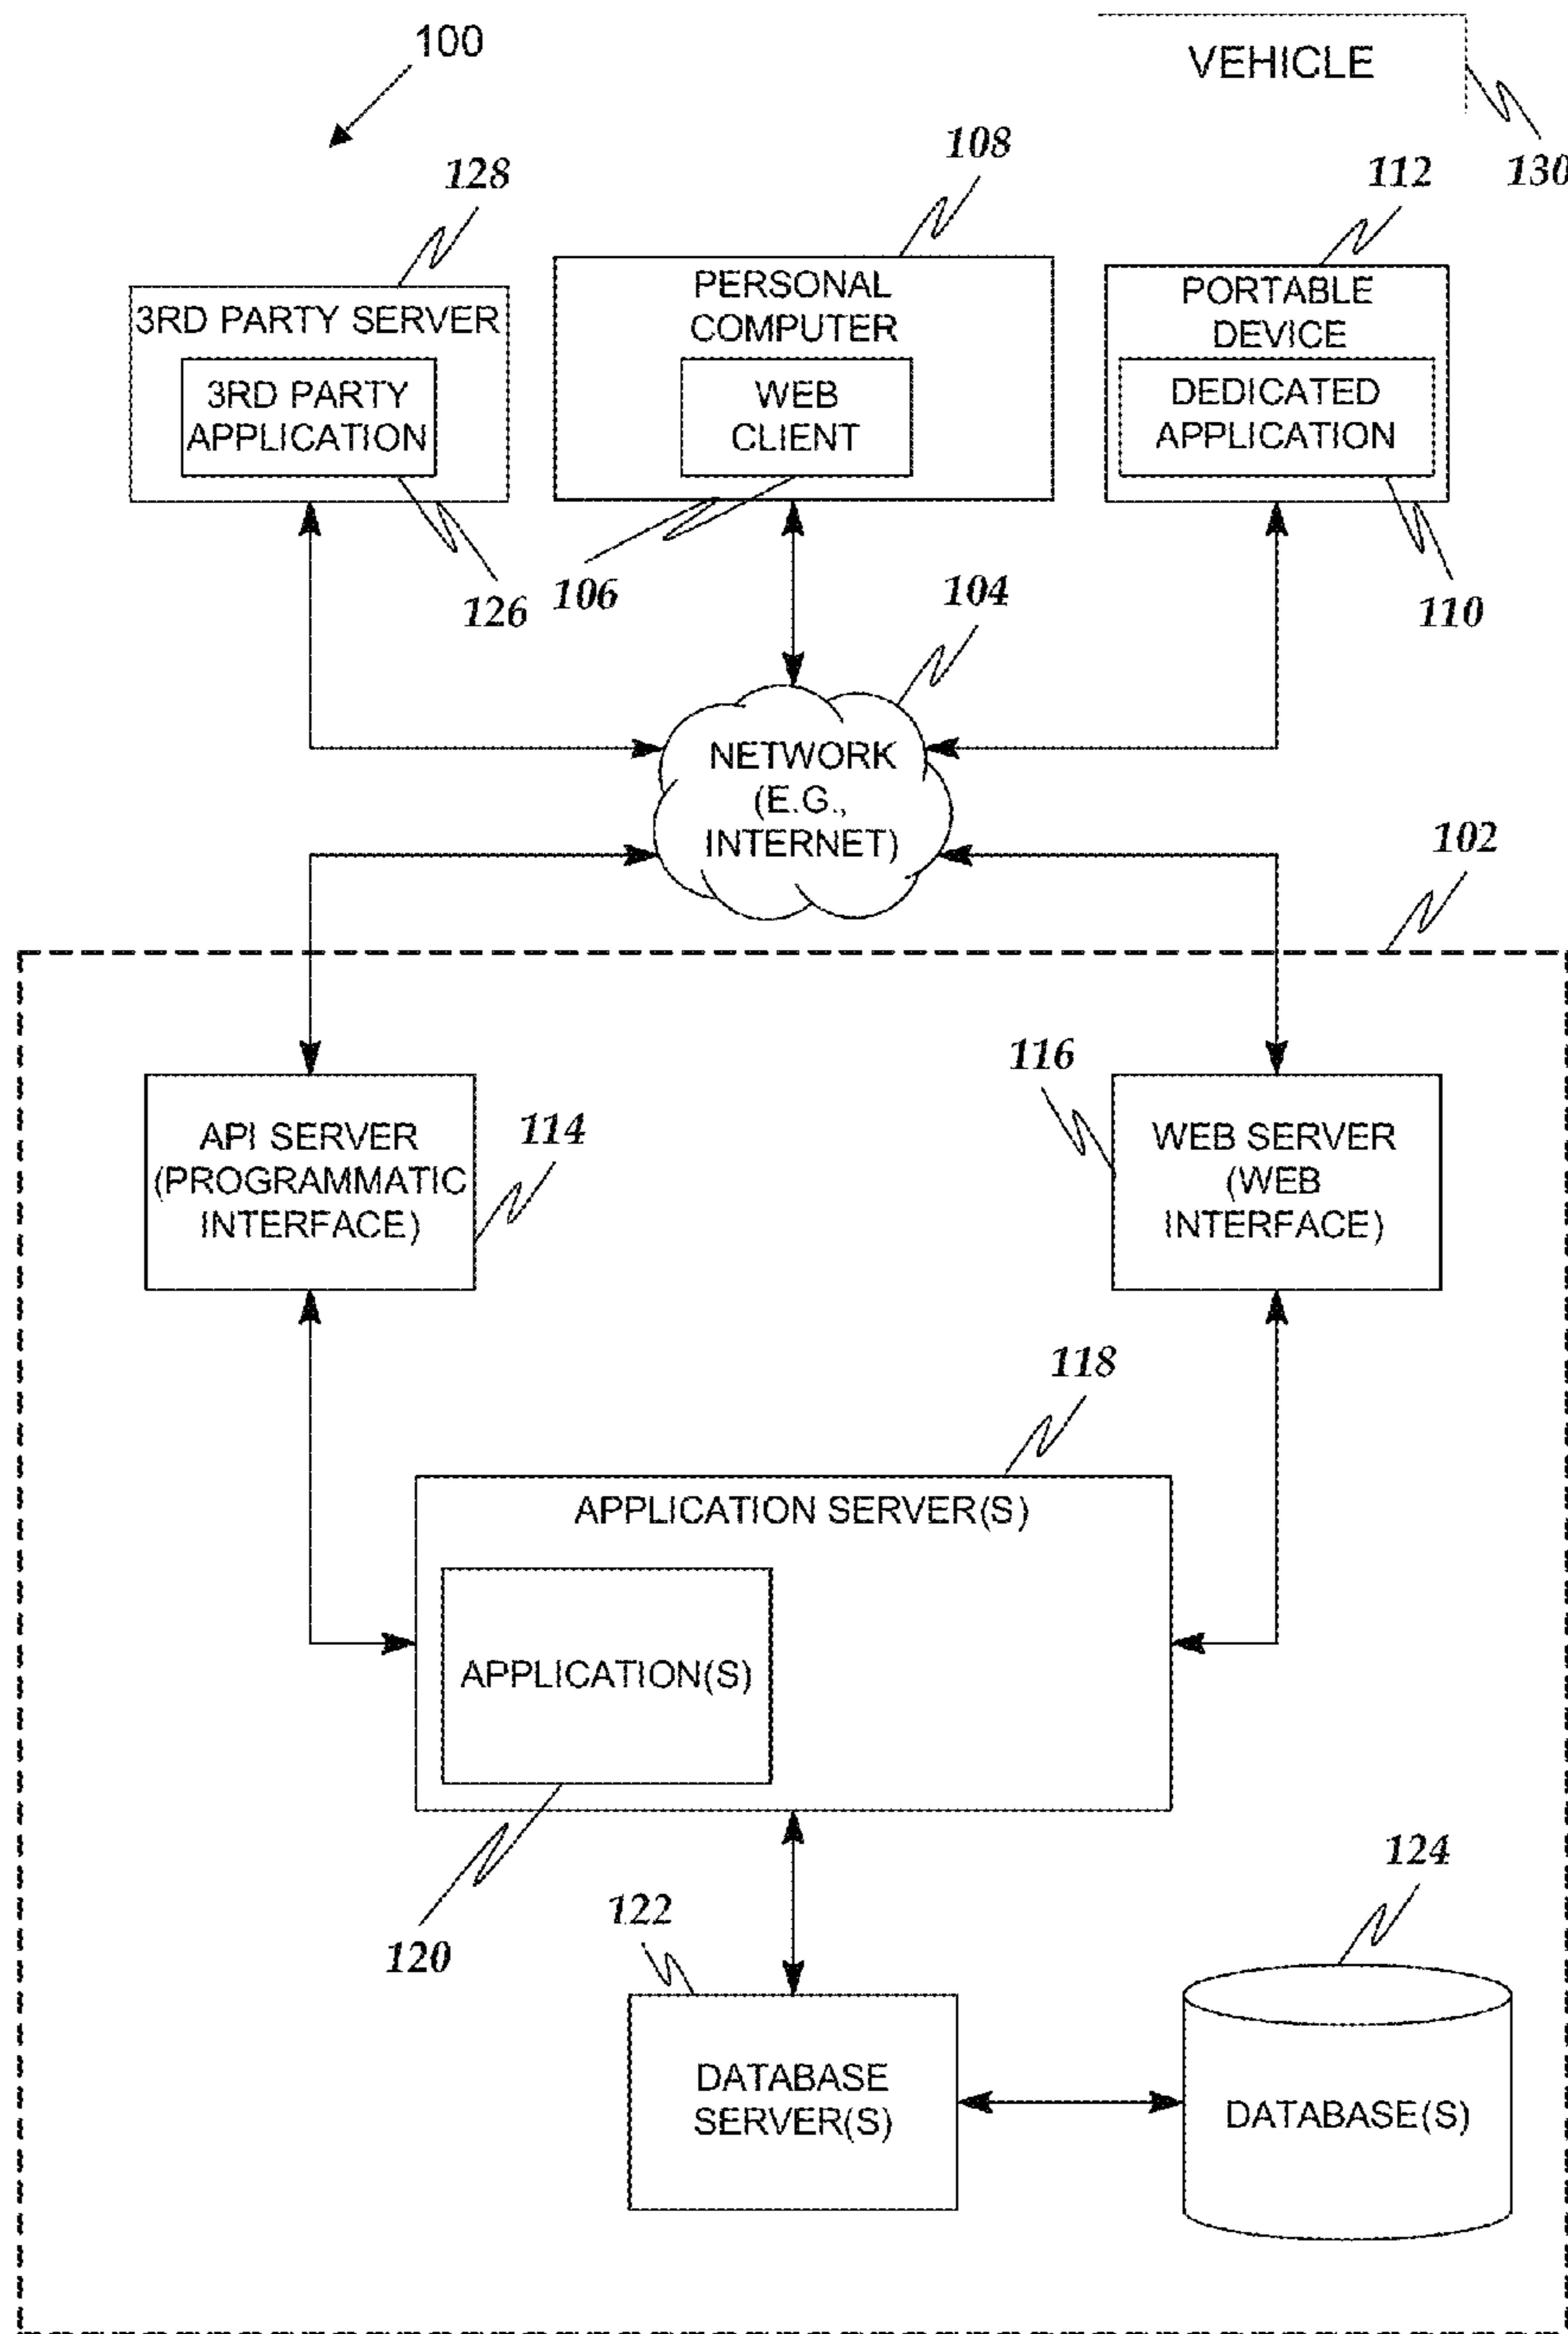 100
VEHICLE
130
128
108
112
3RD PARTY SERVER
3RD PARTY
APPLICATION
PERSONAL
COMPUTER
WEB
CLIENT
PORTABLE
DEVICE
DEDICATED
APPLICATION
126
106
104
110
NETWORK
(E.G.,
INTERNET)
102
API SERVER
(PROGRAMMATIC
INTERFACE)
114
116
WEB SERVER
(WEB
INTERFACE)
118
APPLICATION SERVER(S)
APPLICATION(S)
120
122
124
DATABASE
SERVER(S)
DATABASE(S)